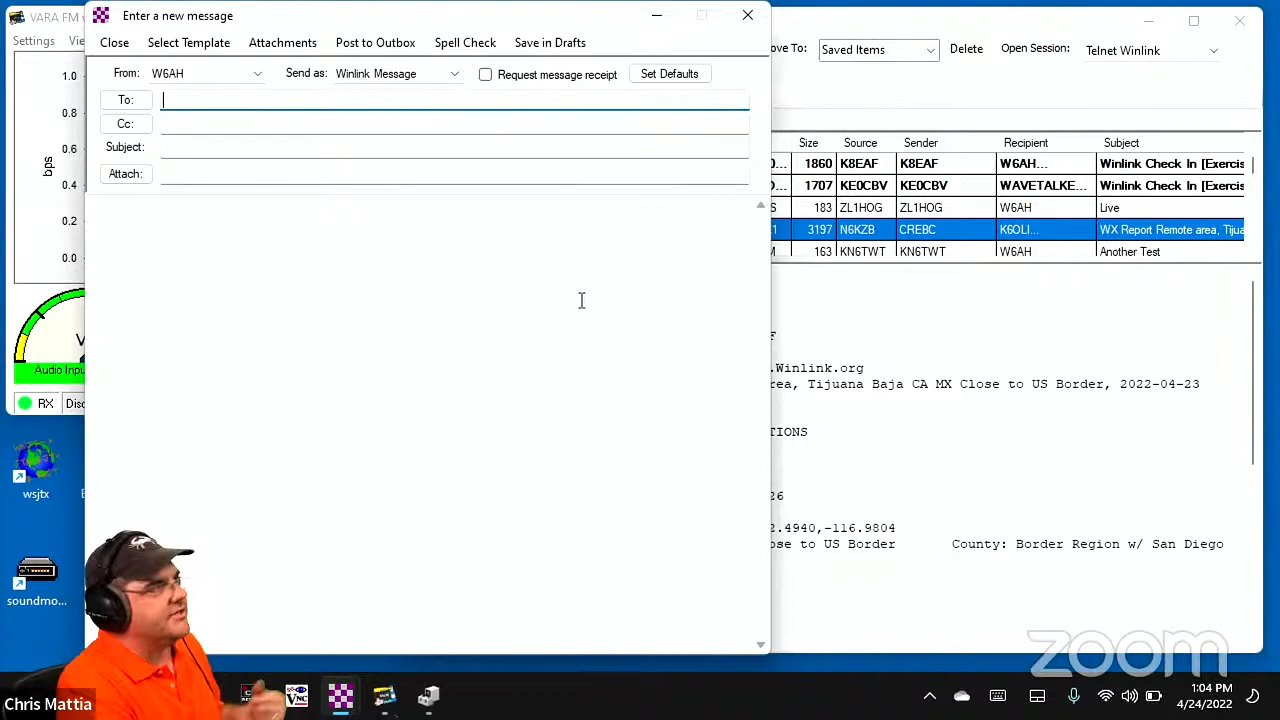 VARA FM
Settings
1.0
0.8
0.6
0.4
0.2
0.0
bps
Audio Inpu
RX
Disc
wsjtx
soundmo...
Enter a new message
Close Select Template Attachments Post to Outbox Spell Check Save in Drafts
From: W6AH Send as: Winlink Message Request message receipt Set Defaults
To:
Cc:
Subject:
Attach:
Saved Items Delete Open Session: Telnet Winlink
Size Source Sender Recipient Subject
1860 K8EAF K8EAF W6AH... Winlink Check In [Exercis
1707 KE0CBV KE0CBV WAVETALKE... Winlink Check In [Exercis
183 ZL1HOG ZL1HOG W6AH Live
3197 N6KZB CREBC K6OLI... WX Report Remote area, Tijua
163 KN6TWT KN6TWT W6AH Another Test
.Winlink.org
rea, Tijuana Baja CA MX Close to US Border, 2022-04-23
TIONS
26
2.4940,-116.9804
ose to US Border County: Border Region w/ San Diego
zoom
Chris Mattia
VNC
1:04 PM
4/24/2022